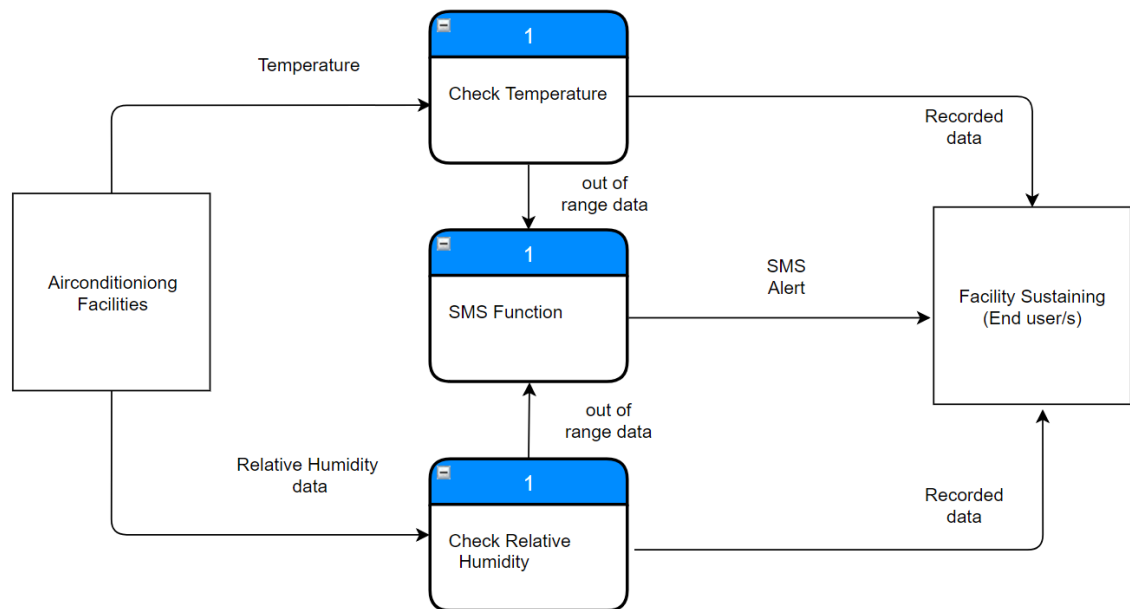 1
Temperature
Check Temperature
Recorded
data
out of
range data
1
Airconditioniong
Facilities
SMS Function
SMS
Alert
Facility Sustaining
(End user/s)
out of
range data
Relative Humidity
data
1
Recorded
data
Check Relative
Humidity